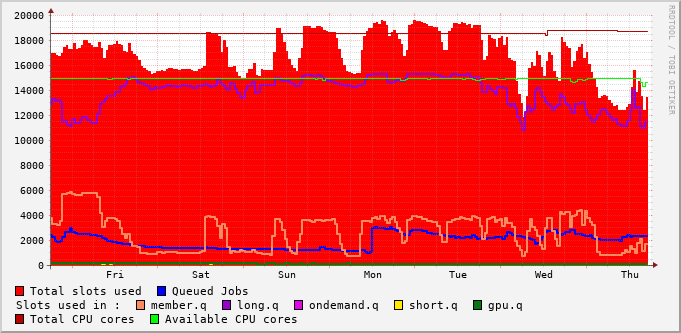 RRDTOOL / TOBI OETIKER
20000
18000
16000
14000
12000
10000
8000
6000
4000
2000
0
Fri Sat Sun Mon Tue Wed Thu
Total slots used Queued Jobs
Slots used in : member.q long.q ondemand.q short.q gpu.q
Total CPU cores Available CPU cores